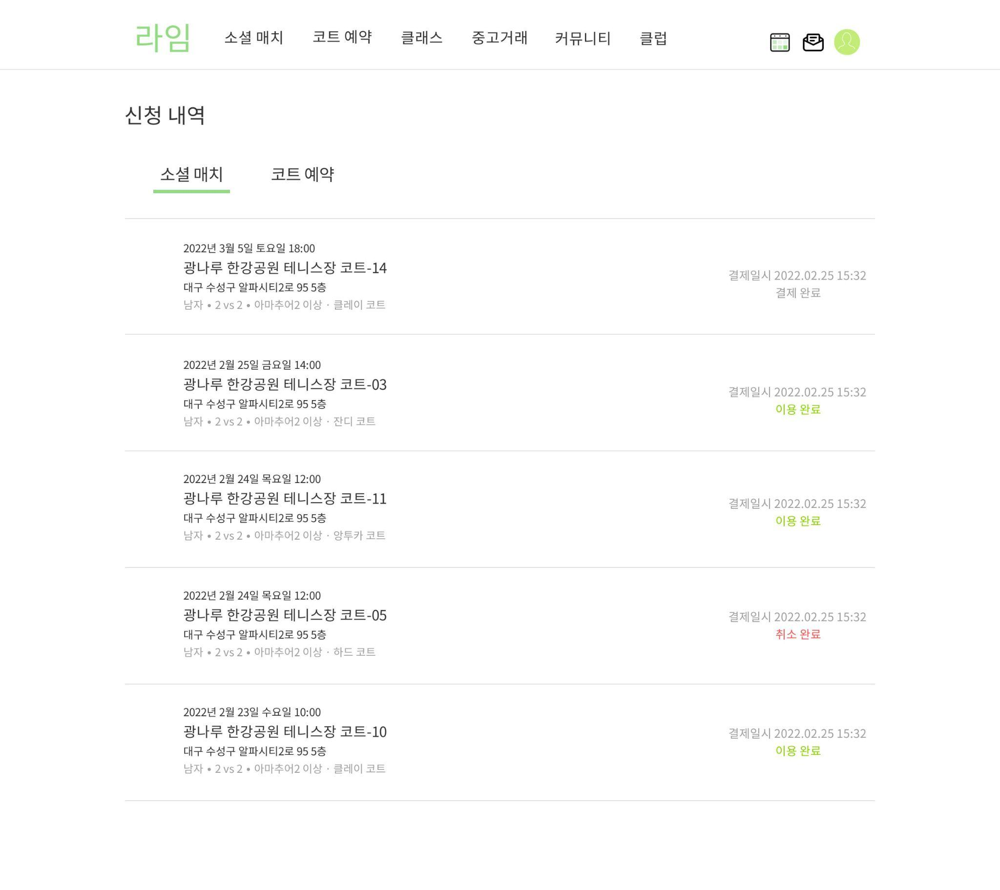 라임 소셜 매치 코트 예약 클래스 중고거래 커뮤니티 클럽
신청 내역
소셜 매치 코트 예약
2022년 3월 5일 토요일 18:00
광나루 한강공원 테니스장 코트-14
대구 수성구 알파시티2로 95 5층
남자 • 2 vs 2 • 아마추어2 이상 · 클레이 코트
결제일시 2022.02.25 15:32
결제 완료
2022년 2월 25일 금요일 14:00
광나루 한강공원 테니스장 코트-03
대구 수성구 알파시티2로 95 5층
남자 • 2 vs 2 • 아마추어2 이상 · 잔디 코트
결제일시 2022.02.25 15:32
이용 완료
2022년 2월 24일 목요일 12:00
광나루 한강공원 테니스장 코트-11
대구 수성구 알파시티2로 95 5층
남자 • 2 vs 2 • 아마추어2 이상 · 앙투카 코트
결제일시 2022.02.25 15:32
이용 완료
2022년 2월 24일 목요일 12:00
광나루 한강공원 테니스장 코트-05
대구 수성구 알파시티2로 95 5층
남자 • 2 vs 2 • 아마추어2 이상 · 하드 코트
결제일시 2022.02.25 15:32
취소 완료
2022년 2월 23일 수요일 10:00
광나루 한강공원 테니스장 코트-10
대구 수성구 알파시티2로 95 5층
남자 • 2 vs 2 • 아마추어2 이상 · 클레이 코트
결제일시 2022.02.25 15:32
이용 완료